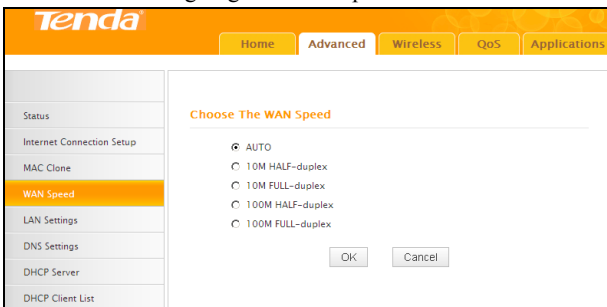 Tenda
Home Advanced Wireless QoS Applications
Status
Internet Connection Setup
MAC Clone
WAN Speed
LAN Settings
DNS Settings
DHCP Server
DHCP Client List
Choose The WAN Speed
AUTO
10M HALF-duplex
10M FULL-duplex
100M HALF-duplex
100M FULL-duplex
OK Cancel